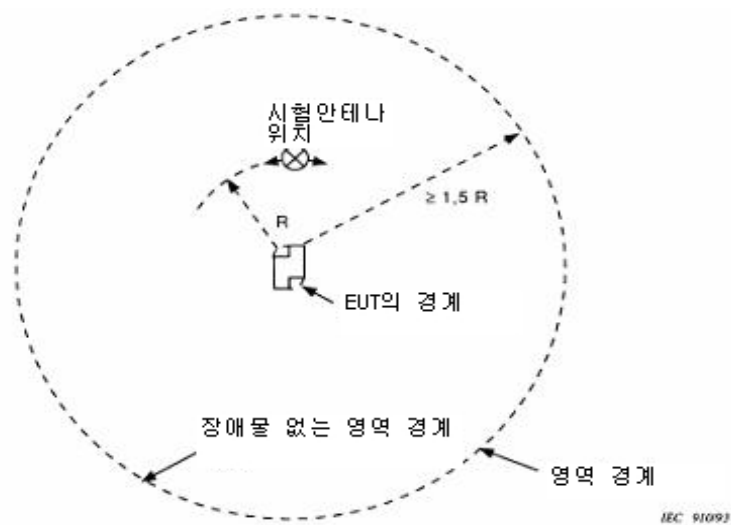 시험안테나
위치
≥ 1,5 R
R
EUT의 경계
장애물 없는 영역 경계
영역 경계
IEC 910/93